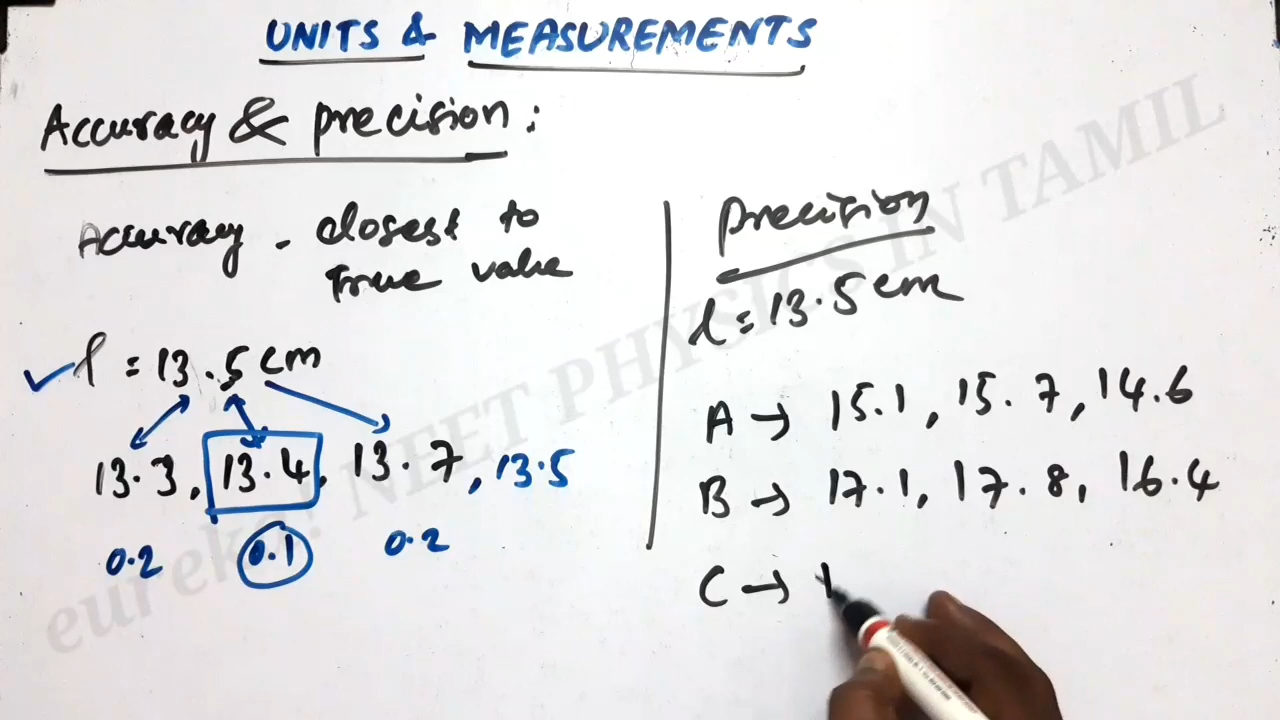 UNITS & MEASUREMENTS
Accuracy & precision :
Accuracy - closest to
true value
l = 13.5 cm
13.3, 13.4, 13.7, 13.5
0.2 0.1 0.2
precision
l = 13.5 cm
A → 15.1, 15.7, 14.6
B → 17.1, 17.8, 16.4
C → 1
eureka! NEET PHYSICS IN TAMIL